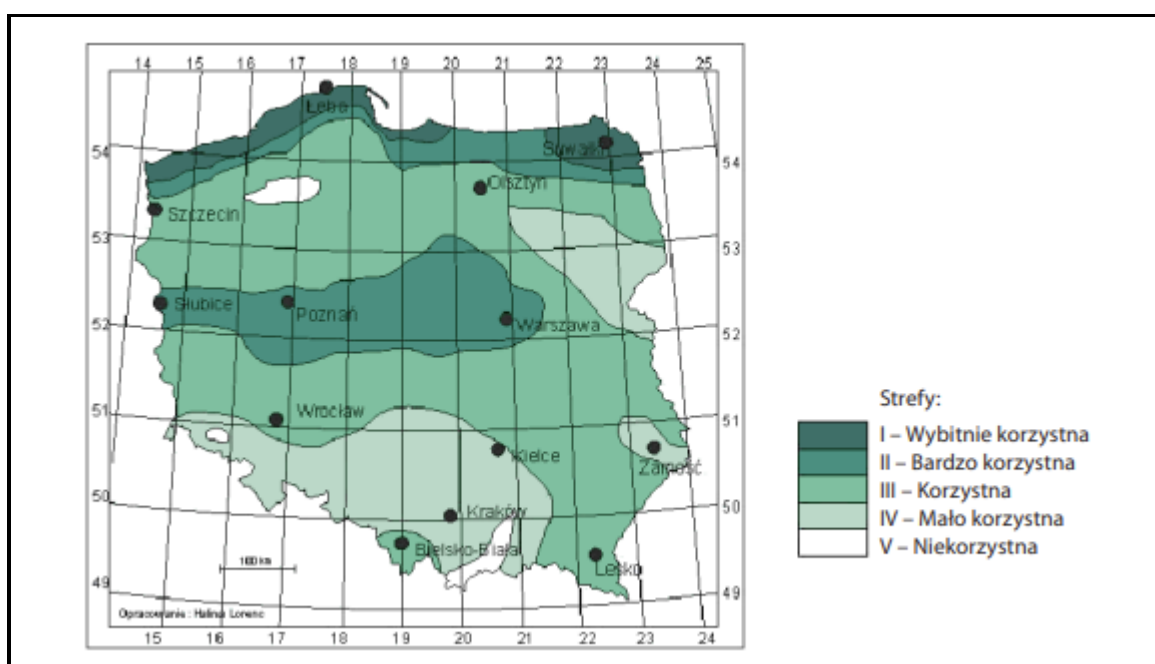 14 15 16 17 18 19 20 21 22 23 24 25
Łeba
54 Suwałki 54
Olsztyn
Szczecin
53 53
Słubice Poznań
52 Warszawa 52
51 Wrocław 51
Kielce Zamość
50 Kraków 50
Bielsko-Biała Lesko
100 km
49 49
Opracowanie : Halina Lorenc
15 16 17 18 19 20 21 22 23 24
Strefy:
I – Wybitnie korzystna
II – Bardzo korzystna
III – Korzystna
IV – Mało korzystna
V – Niekorzystna